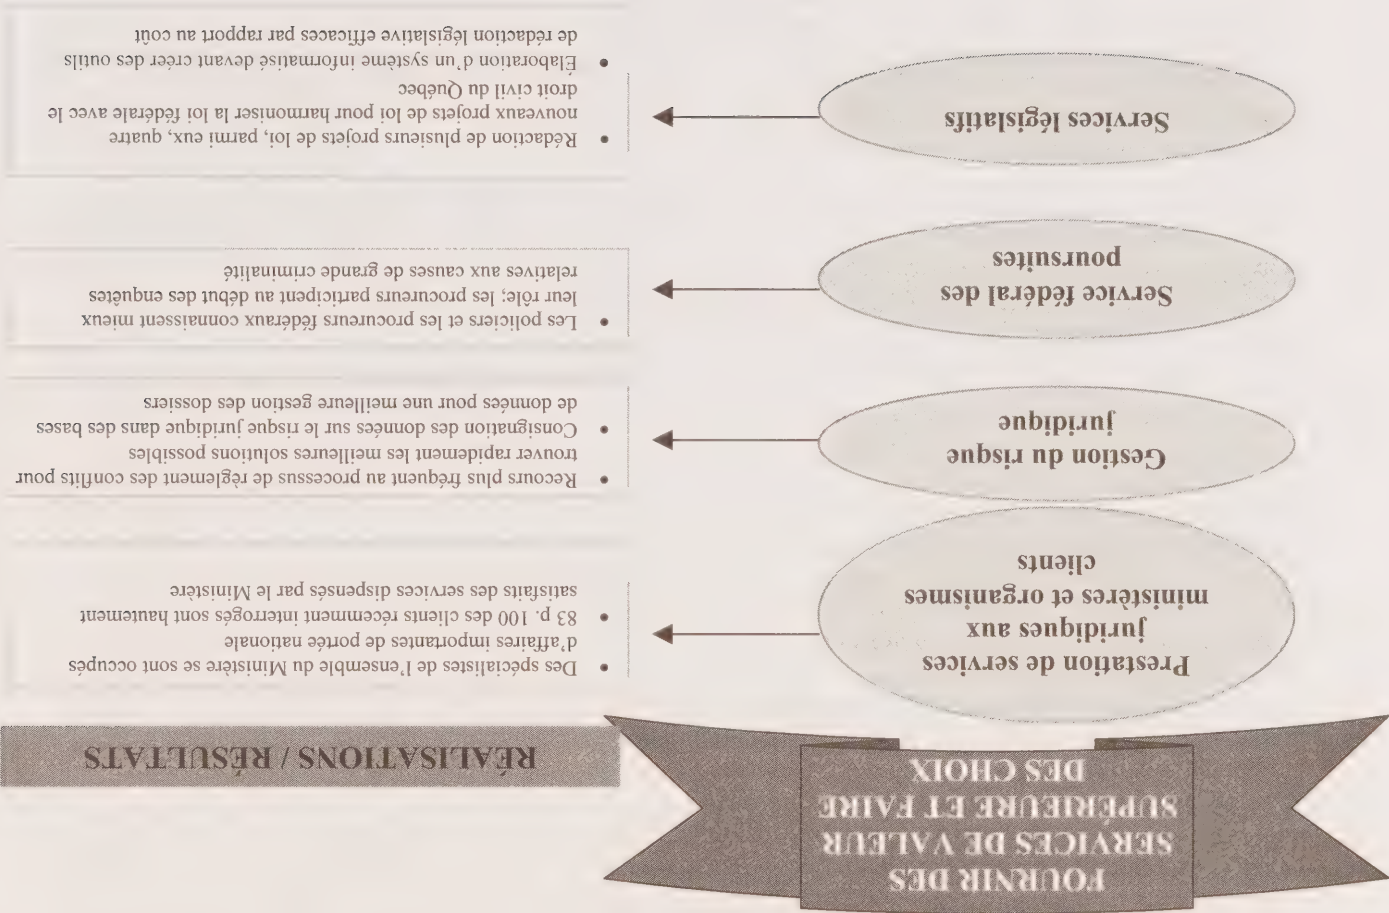 FOURNIR DES
SERVICES DE VALEUR
SUPÉRIEURE ET FAIRE
DES CHOIX
RÉALISATIONS / RÉSULTATS
Prestation de services
juridiques aux
ministères et organismes
clients
• Des spécialistes de l'ensemble du Ministère se sont occupés
d'affaires importantes de portée nationale
• 83 p. 100 des clients récemment interrogés sont hautement
satisfaits des services dispensés par le Ministère
Gestion du risque
juridique
• Recours plus fréquent au processus de règlement des conflits pour
trouver rapidement les meilleures solutions possibles
• Consignation des données sur le risque juridique dans des bases
de données pour une meilleure gestion des dossiers
Service fédéral des
poursuites
• Les policiers et les procureurs fédéraux connaissent mieux
leur rôle; les procureurs participent au début des enquêtes
relatives aux causes de grande criminalité
Services législatifs
• Rédaction de plusieurs projets de loi, parmi eux, quatre
nouveaux projets de loi pour harmoniser la loi fédérale avec le
droit civil du Québec
• Élaboration d'un système informatisé devant créer des outils
de rédaction législative efficaces par rapport au coût